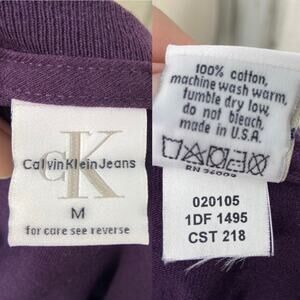 cK
Calvin Klein Jeans
M
for care see reverse
100% cotton,
machine wash warm,
tumble dry low,
do not bleach,
made in U.S.A.
RN
020105
1DF 1495
CST 218